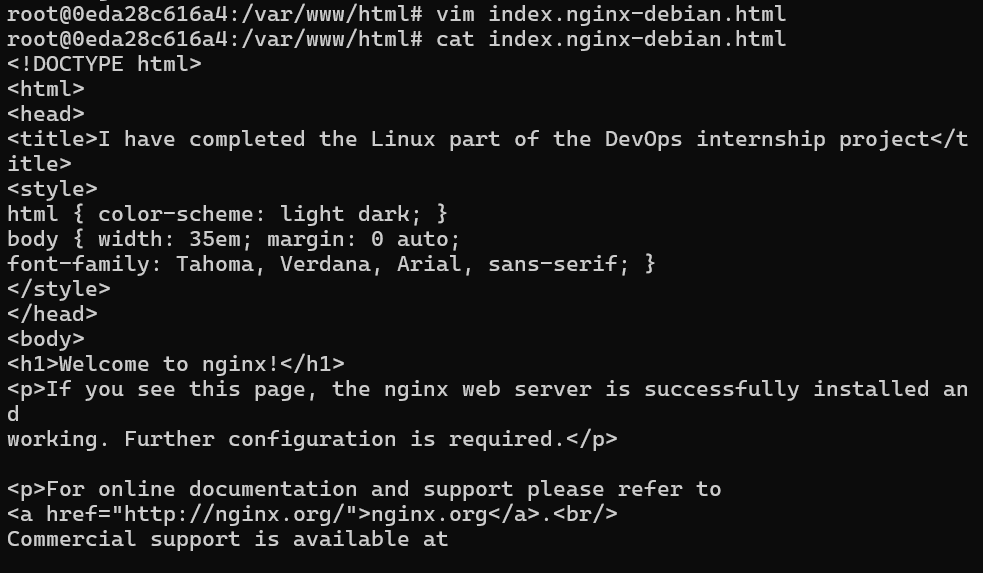 root@0eda28c616a4:/var/www/html# vim index.nginx-debian.html
root@0eda28c616a4:/var/www/html# cat index.nginx-debian.html
<!DOCTYPE html>
<html>
<head>
<title>I have completed the Linux part of the DevOps internship project</t
itle>
<style>
html { color-scheme: light dark; }
body { width: 35em; margin: 0 auto;
font-family: Tahoma, Verdana, Arial, sans-serif; }
</style>
</head>
<body>
<h1>Welcome to nginx!</h1>
<p>If you see this page, the nginx web server is successfully installed an
d
working. Further configuration is required.</p>

<p>For online documentation and support please refer to
<a href="http://nginx.org/">nginx.org</a>.<br/>
Commercial support is available at